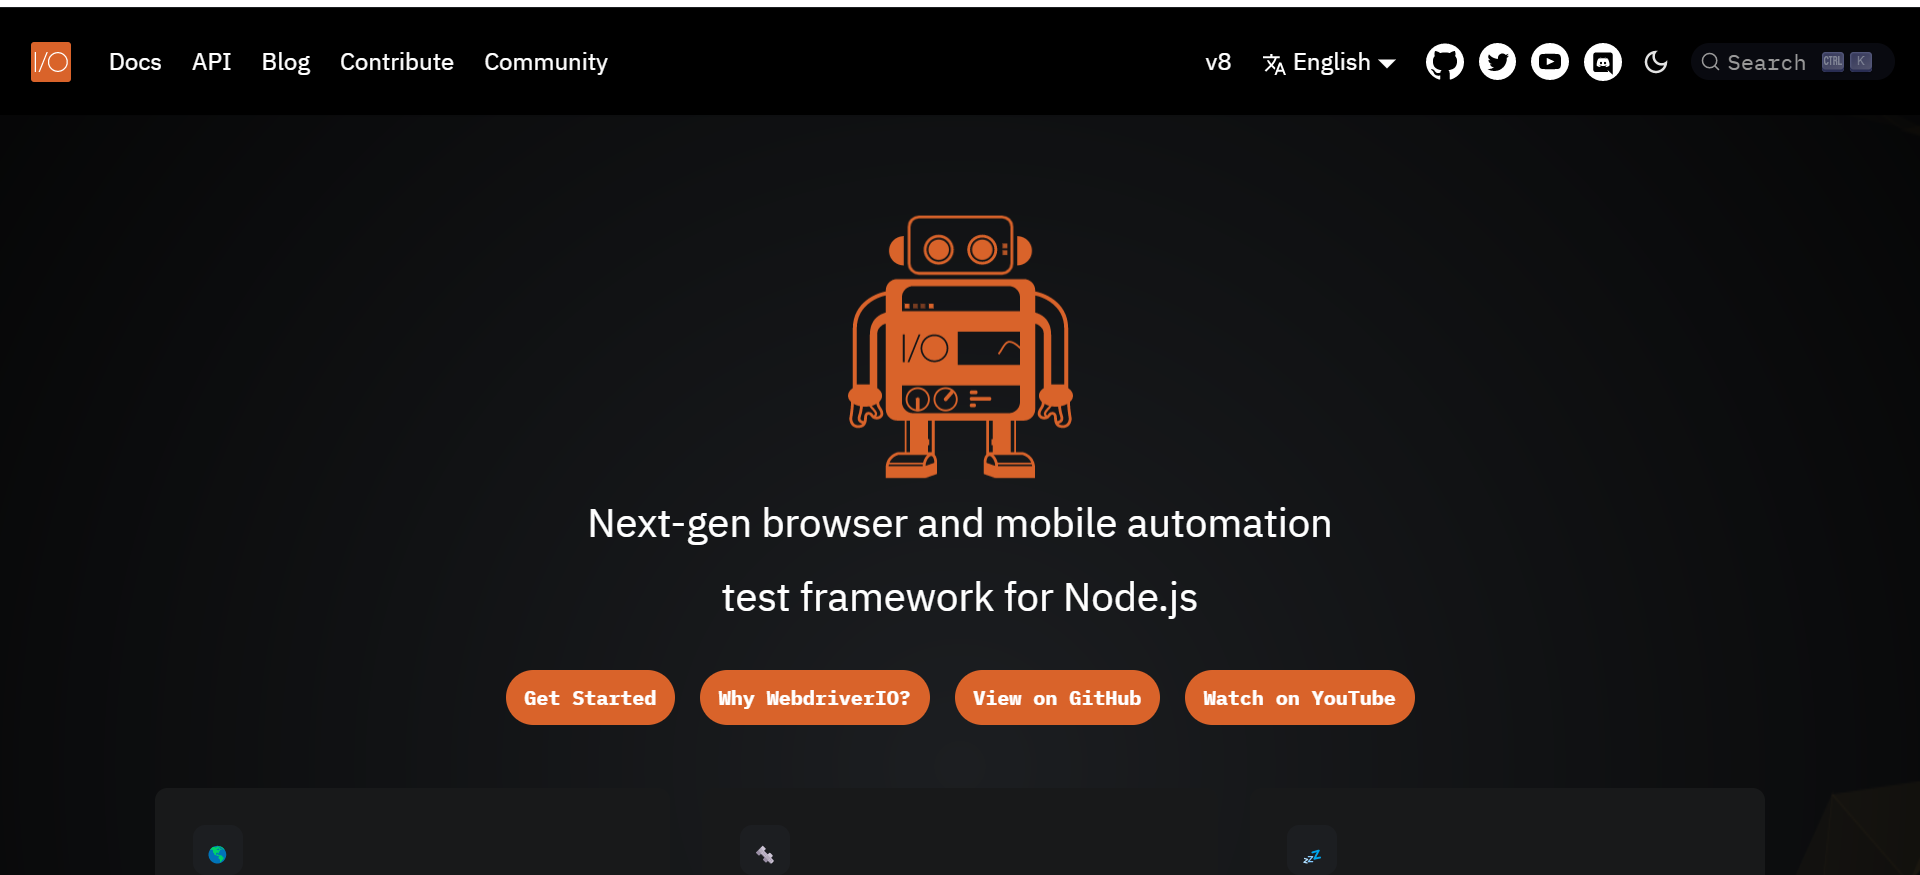 I/O
Docs API Blog Contribute Community
v8 English
Search CTRL K
I/O
Next-gen browser and mobile automation
test framework for Node.js
Get Started Why WebdriverIO? View on GitHub Watch on YouTube
zzZ